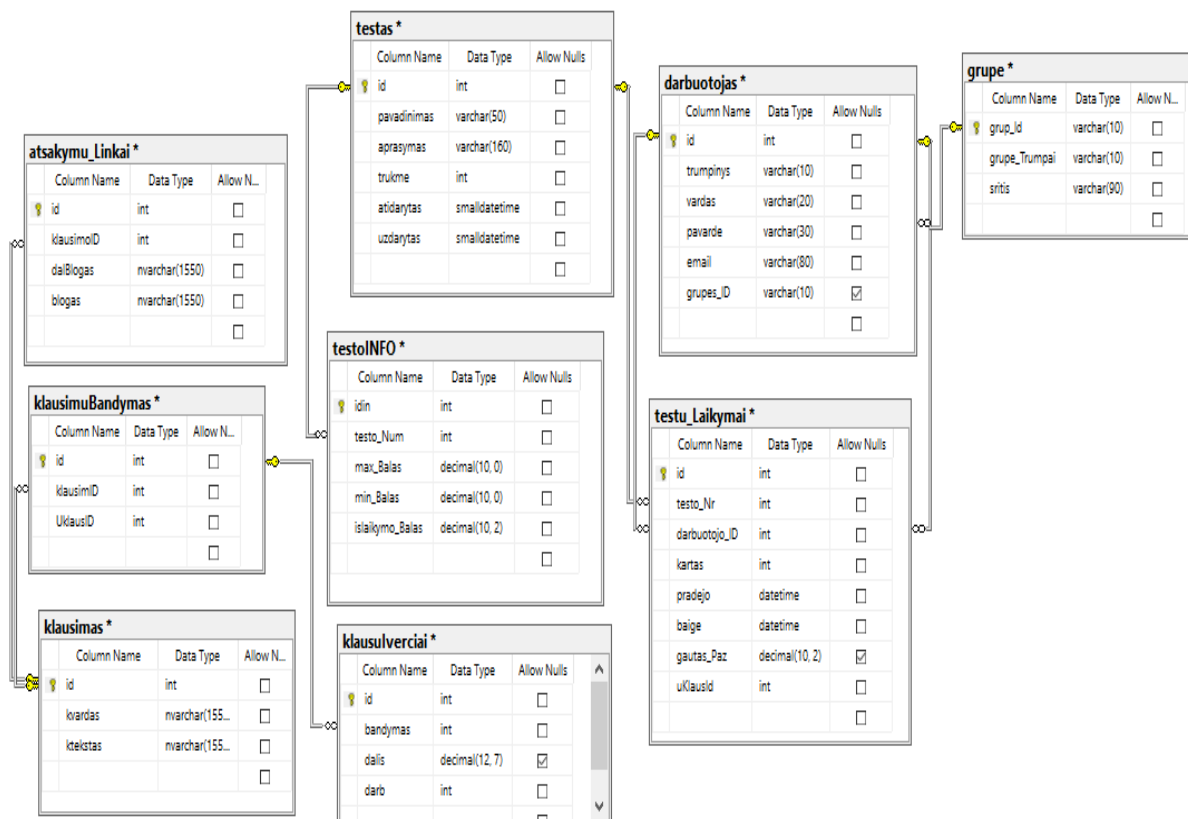 testas *
Column Name Data Type Allow Nulls
id int
pavadinimas varchar(50)
aprasymas varchar(160)
trukme int
atidarytas smalldatetime
uzdarytas smalldatetime
darbuotojas *
Column Name Data Type Allow Nulls
id int
trumpinys varchar(10)
vardas varchar(20)
pavarde varchar(30)
email varchar(80)
grupes_ID varchar(10)
grupe *
Column Name Data Type Allow N...
grup_Id varchar(10)
grupe_Trumpai varchar(10)
sritis varchar(90)
atsakymu_Linkai *
Column Name Data Type Allow N...
id int
klausimoID int
dalBlogas nvarchar(1550)
blogas nvarchar(1550)
testoINFO *
Column Name Data Type Allow Nulls
idin int
testo_Num int
max_Balas decimal(10, 0)
min_Balas decimal(10, 0)
islaikymo_Balas decimal(10, 2)
klausimuBandymas *
Column Name Data Type Allow N...
id int
klausimID int
UklausID int
testu_Laikymai *
Column Name Data Type Allow Nulls
id int
testo_Nr int
darbuotojo_ID int
kartas int
pradejo datetime
baige datetime
gautas_Paz decimal(10, 2)
uKlausId int
klausimas *
Column Name Data Type Allow N...
id int
kvardas nvarchar(155...
ktekstas nvarchar(155...
klausuIverciai *
Column Name Data Type Allow Nulls
id int
bandymas int
dalis decimal(12, 7)
darb int